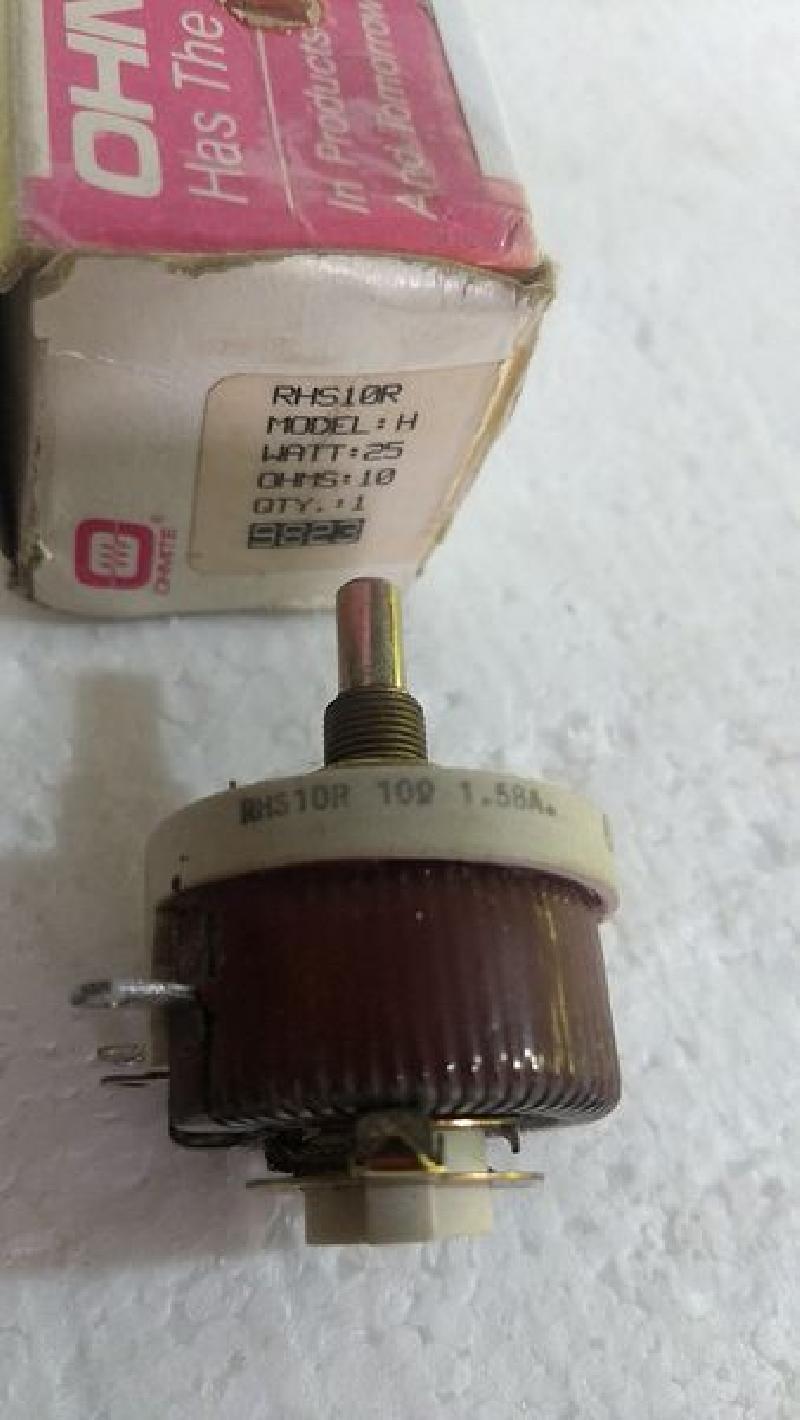 OHM
Has The
In Products
And Tomorrow
RHS10R
MODEL:H
WATT:25
OHMS:10
QTY.:1
9823
OHMITE®
RHS10R 10Ω 1.58A.